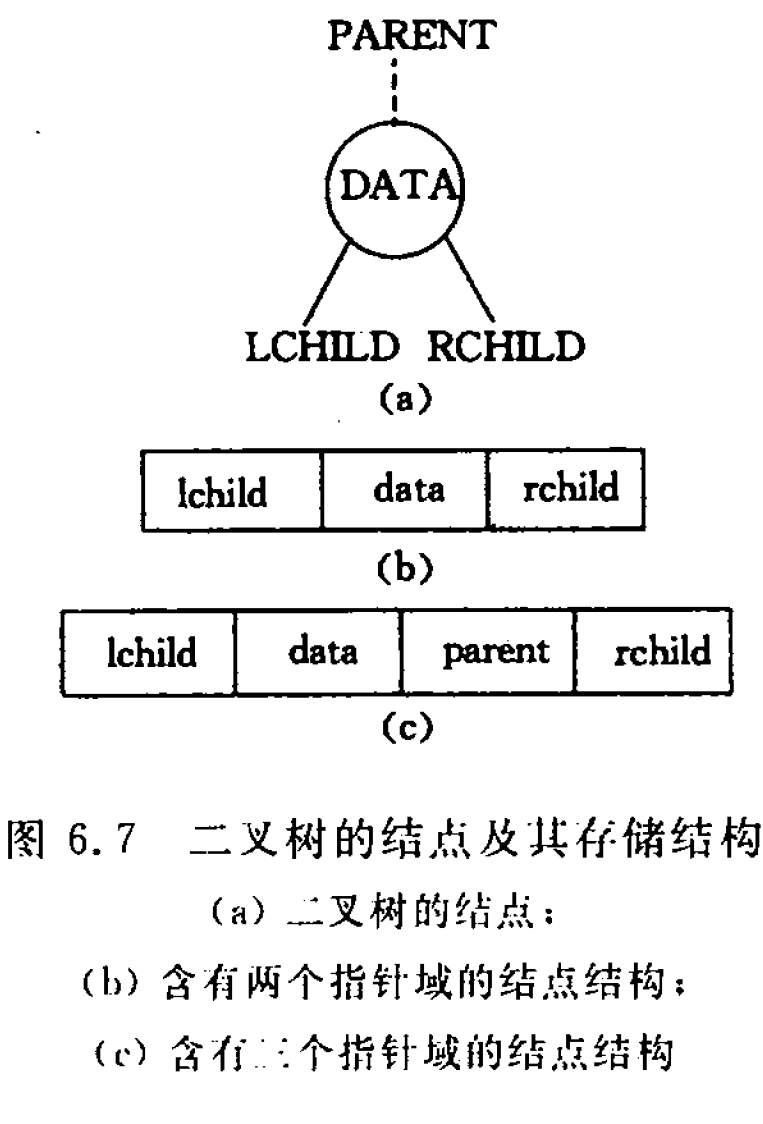 PARENT
DATA
LCHILD RCHILD
(a)
lchild data rchild
(b)
lchild data parent rchild
(c)
图 6.7 二叉树的结点及其存储结构
(a) 二叉树的结点；
(b) 含有两个指针域的结点结构；
(c) 含有三个指针域的结点结构